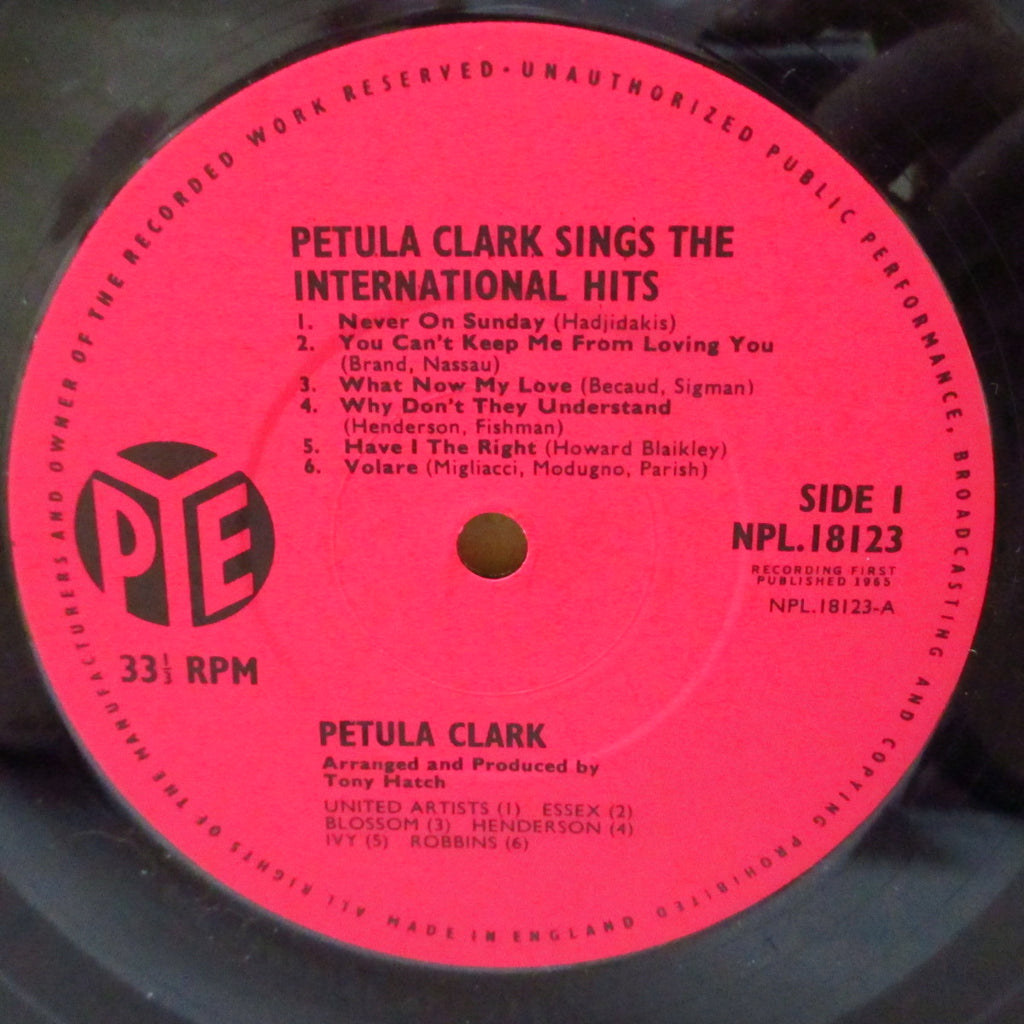 ALL RIGHTS OF THE MANUFACTURERS AND OWNER OF THE RECORDED WORK RESERVED · UNAUTHORIZED PUBLIC PERFORMANCE, BROADCASTING AND COPYING PROHIBITED
PETULA CLARK SINGS THE
INTERNATIONAL HITS
1. Never On Sunday (Hadjidakis)
2. You Can't Keep Me From Loving You
(Brand, Nassau)
3. What Now My Love (Becaud, Sigman)
4. Why Don't They Understand
(Henderson, Fishman)
5. Have I The Right (Howard Blaikley)
6. Volare (Migliacci, Modugno, Parish)
PYE
33⅓ RPM
SIDE 1
NPL.18123
RECORDING FIRST
PUBLISHED 1965
NPL.18123-A
PETULA CLARK
Arranged and Produced by
Tony Hatch
UNITED ARTISTS (1) ESSEX (2)
BLOSSOM (3) HENDERSON (4)
IVY (5) ROBBINS (6)
MADE IN ENGLAND